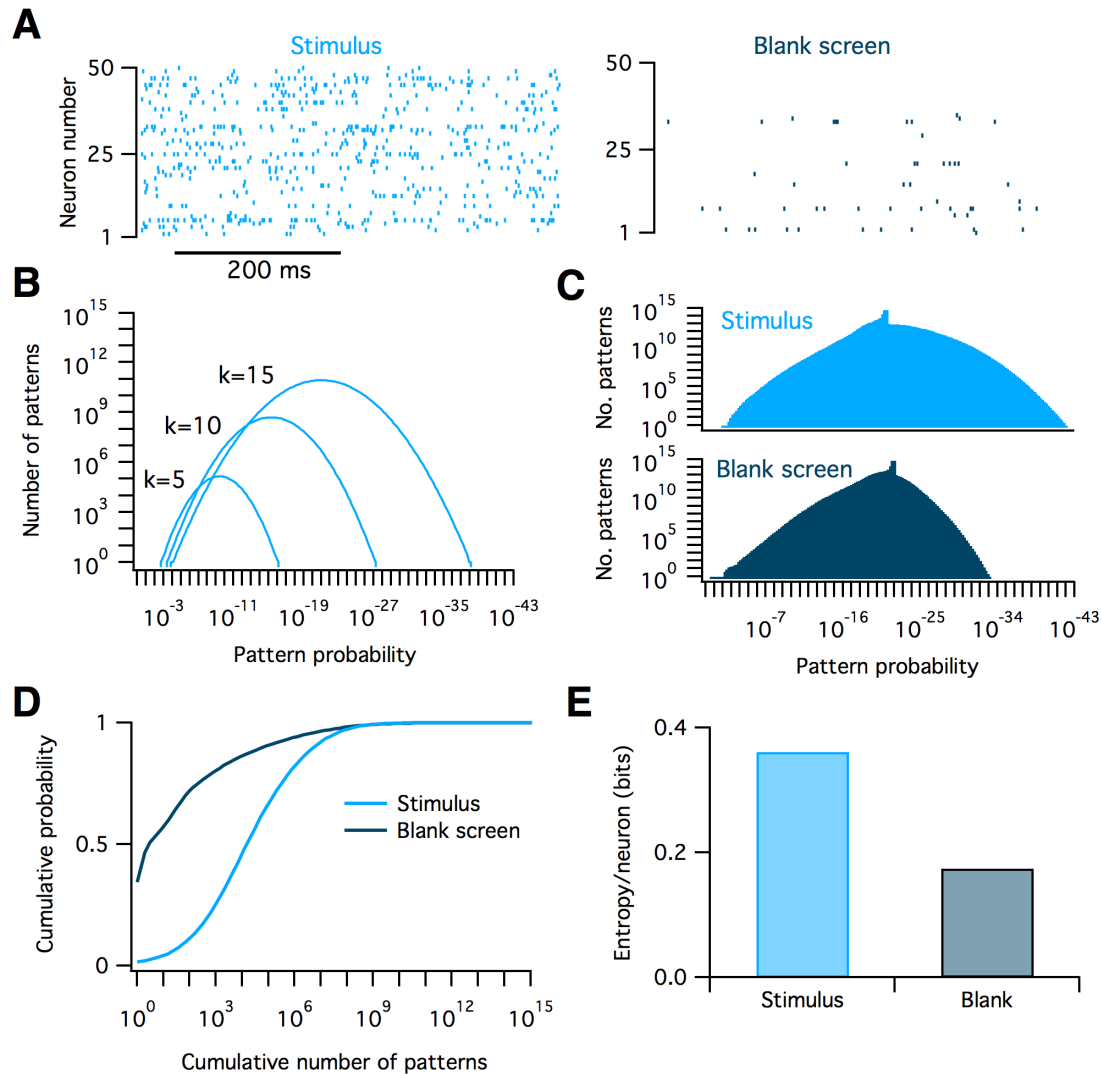 A
Stimulus
Blank screen
Neuron number
50
25
1
200 ms
50
25
1
B
Number of patterns
10^15
10^12
10^9
10^6
10^3
10^0
k=15
k=10
k=5
10^-3 10^-11 10^-19 10^-27 10^-35 10^-43
Pattern probability
C
No. patterns
10^15
10^10
10^5
10^0
Stimulus
No. patterns
10^15
10^10
10^5
10^0
Blank screen
10^-7 10^-16 10^-25 10^-34 10^-43
Pattern probability
D
Cumulative probability
1
0.5
0
Stimulus
Blank screen
10^0 10^3 10^6 10^9 10^12 10^15
Cumulative number of patterns
E
Entropy/neuron (bits)
0.4
0.2
0.0
Stimulus Blank